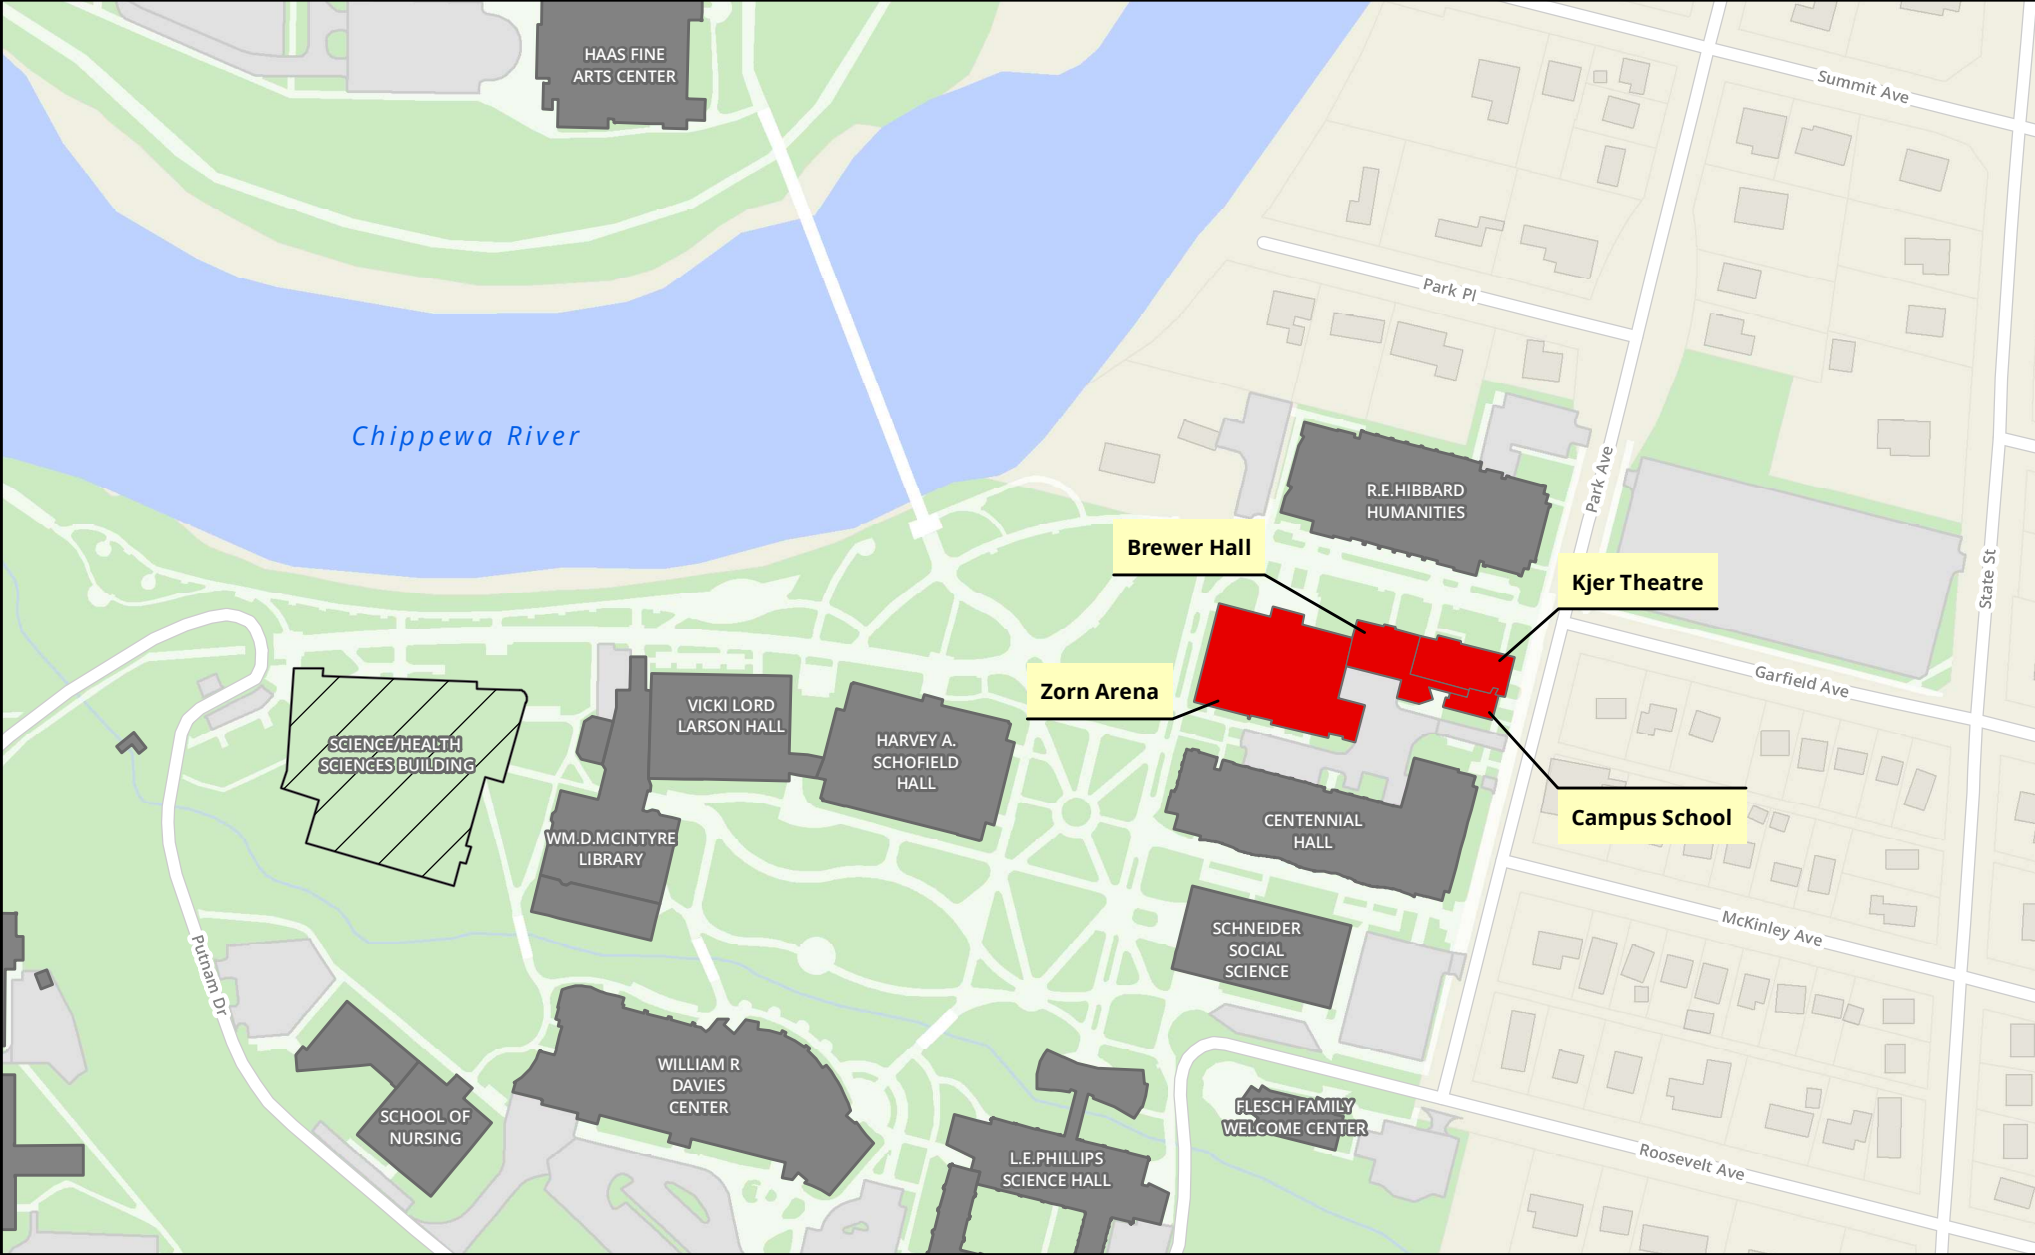 HAAS FINE
ARTS CENTER
Summit Ave
Park Pl
Chippewa River
Park Ave
R.E.HIBBARD
HUMANITIES
Brewer Hall
Kjer Theatre
State St
Zorn Arena
Garfield Ave
VICKI LORD
LARSON HALL
SCIENCE/HEALTH
SCIENCES BUILDING
HARVEY A.
SCHOFIELD
HALL
CENTENNIAL
HALL
Campus School
WM.D.MCINTYRE
LIBRARY
McKinley Ave
SCHNEIDER
SOCIAL
SCIENCE
Putnam Dr
WILLIAM R
DAVIES
CENTER
SCHOOL OF
NURSING
FLESCH FAMILY
WELCOME CENTER
L.E.PHILLIPS
SCIENCE HALL
Roosevelt Ave